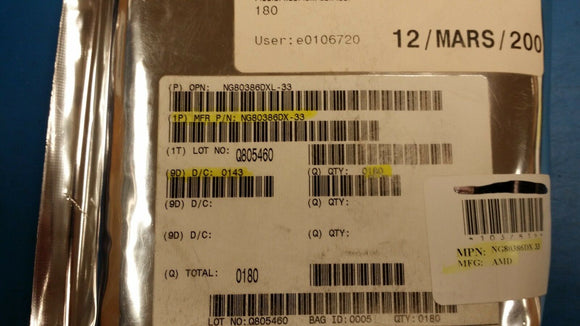 180
User:e0106720
12/MARS/200
(P) OPN: NG80386DXL-33
(1P) MFR P/N: NG80386DX-33
(1T) LOT NO: Q805460
(Q) QTY:
(9D) D/C: 0143
(Q) QTY: 0180
(9D) D/C:
(Q) QTY:
(9D) D/C:
(Q) QTY:
(Q) TOTAL: 0180
LOT NO:Q805460 BAG ID:0005 QTY:0180
MPN: NG80386DX-33
MFG: AMD